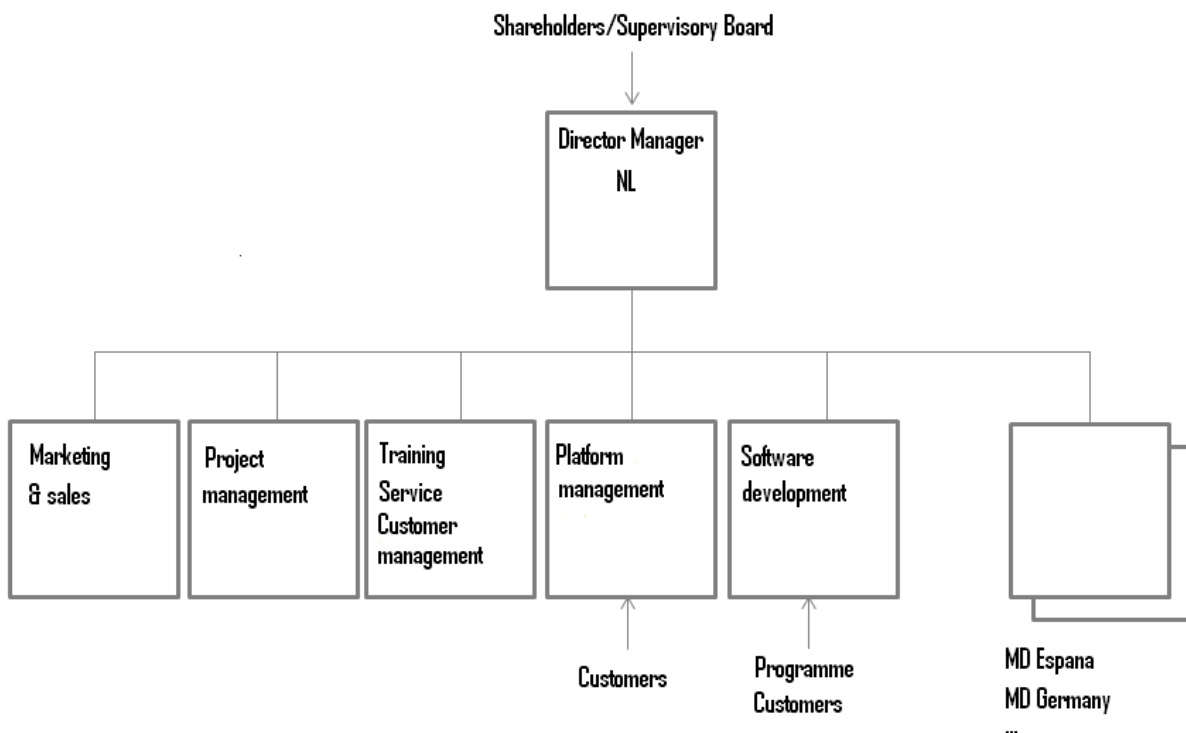 Shareholders/Supervisory Board
Director Manager
NL
Marketing
& sales
Project
management
Training
Service
Customer
management
Platform
management
Software
development
Customers
Programme
Customers
MD Espana
MD Germany
...